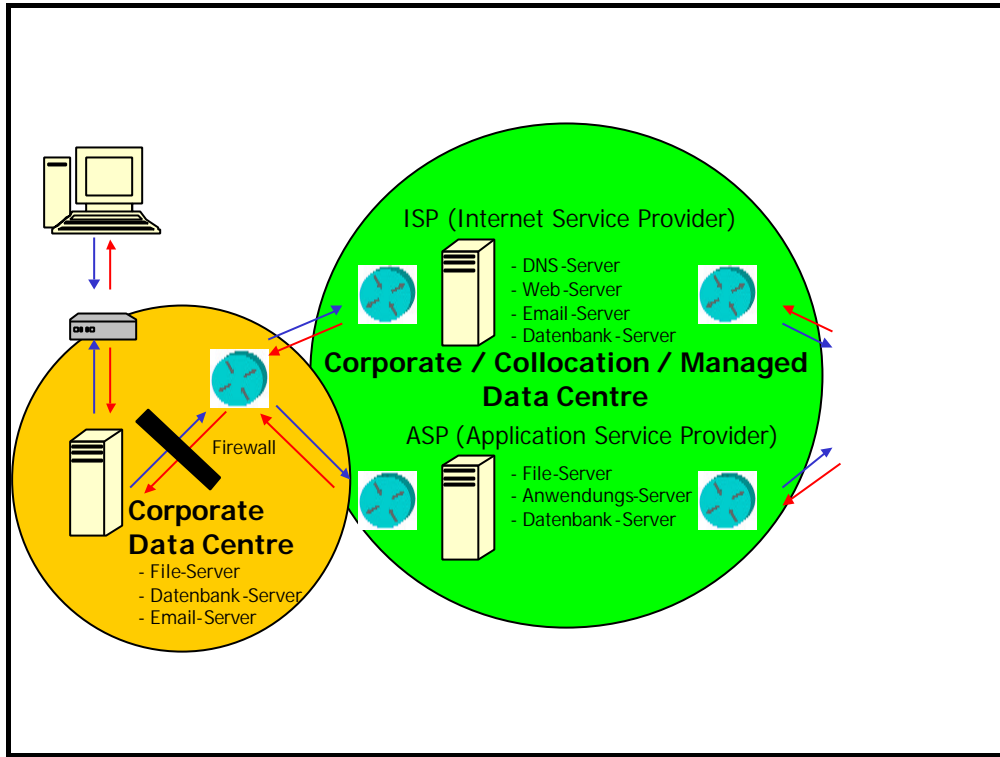 ISP (Internet Service Provider)
- DNS-Server
- Web-Server
- Email-Server
- Datenbank-Server
Corporate / Collocation / Managed
Data Centre
ASP (Application Service Provider)
- File-Server
- Anwendungs-Server
- Datenbank-Server
Firewall
Corporate
Data Centre
- File-Server
- Datenbank-Server
- Email-Server